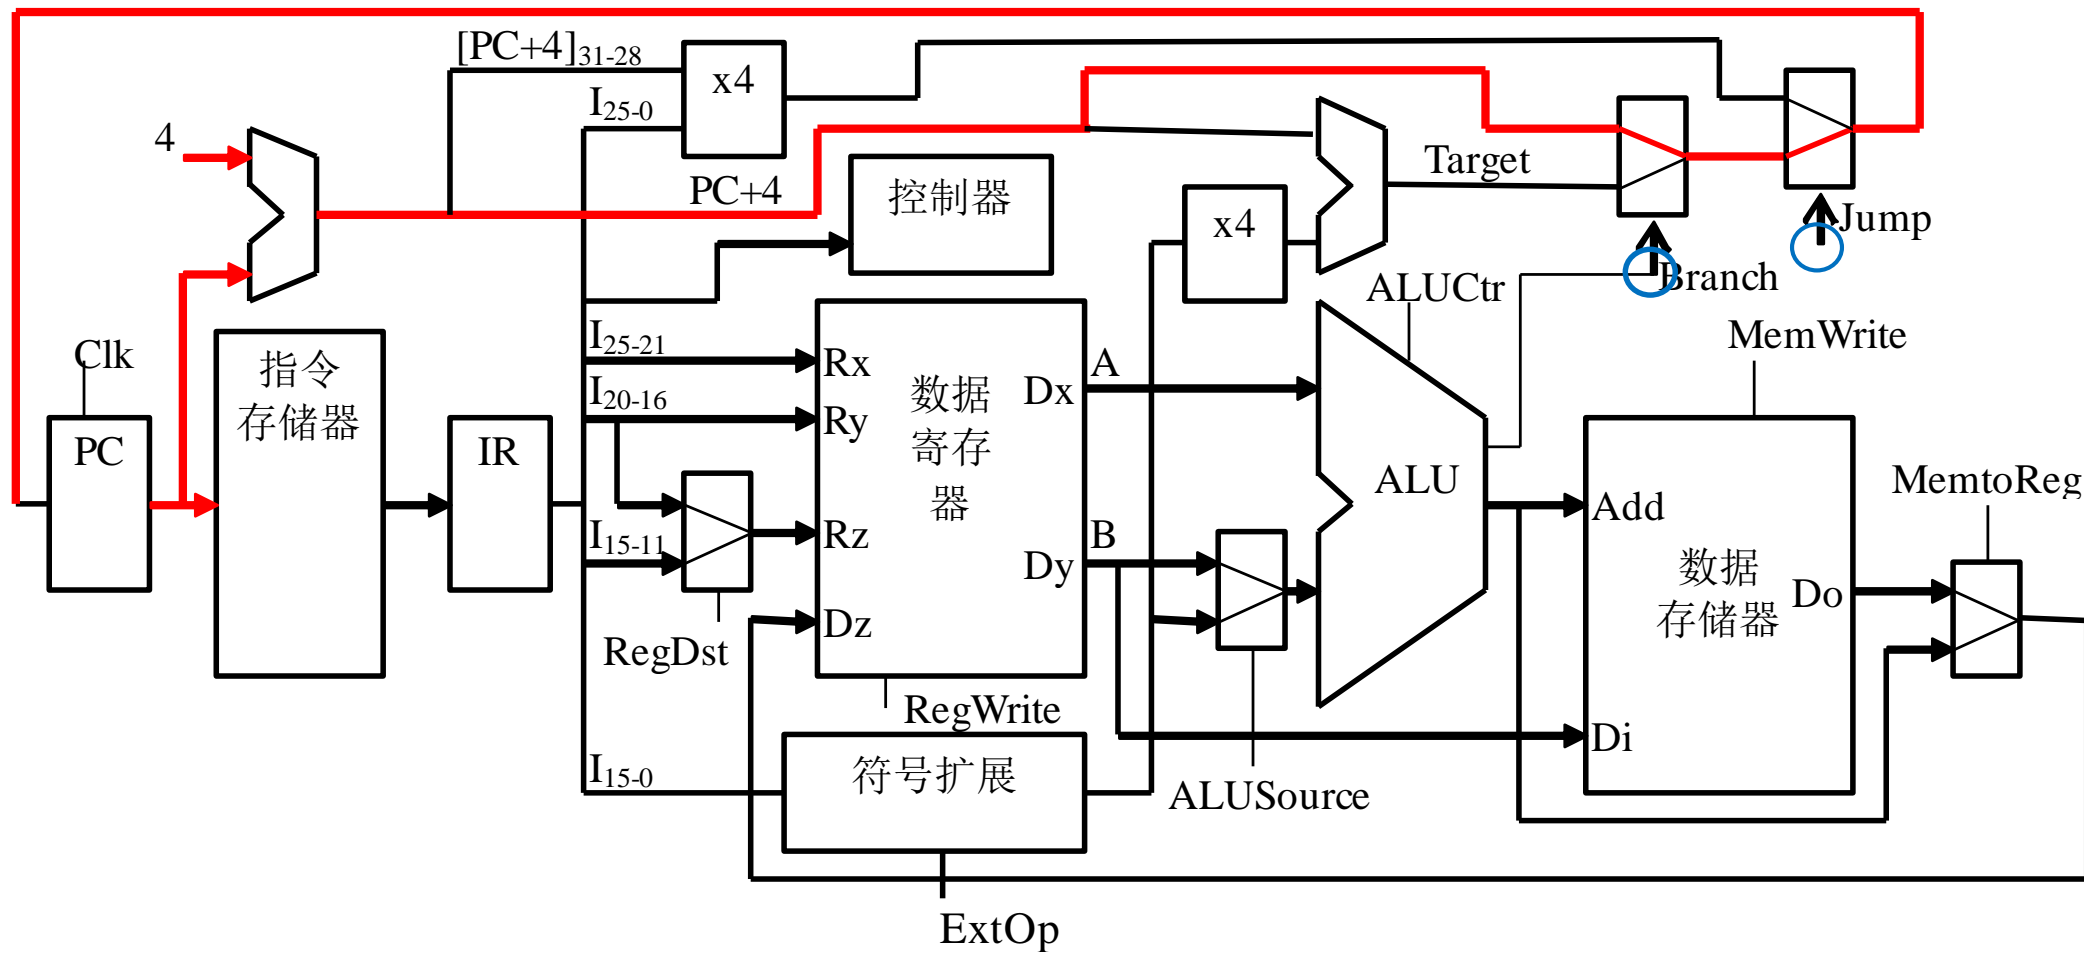 [PC+4]31-28
x4
I25-0
4
PC+4
控制器
Target
x4
Jump
Branch
ALUCtr
Clk
指令
存储器
I25-21
Rx
数据
寄存
器
Dx
A
MemWrite
PC
IR
I20-16
Ry
ALU
MemtoReg
Add
I15-11
Rz
B
Dy
数据
存储器
Do
RegDst
Dz
RegWrite
Di
I15-0
符号扩展
ALUSource
ExtOp